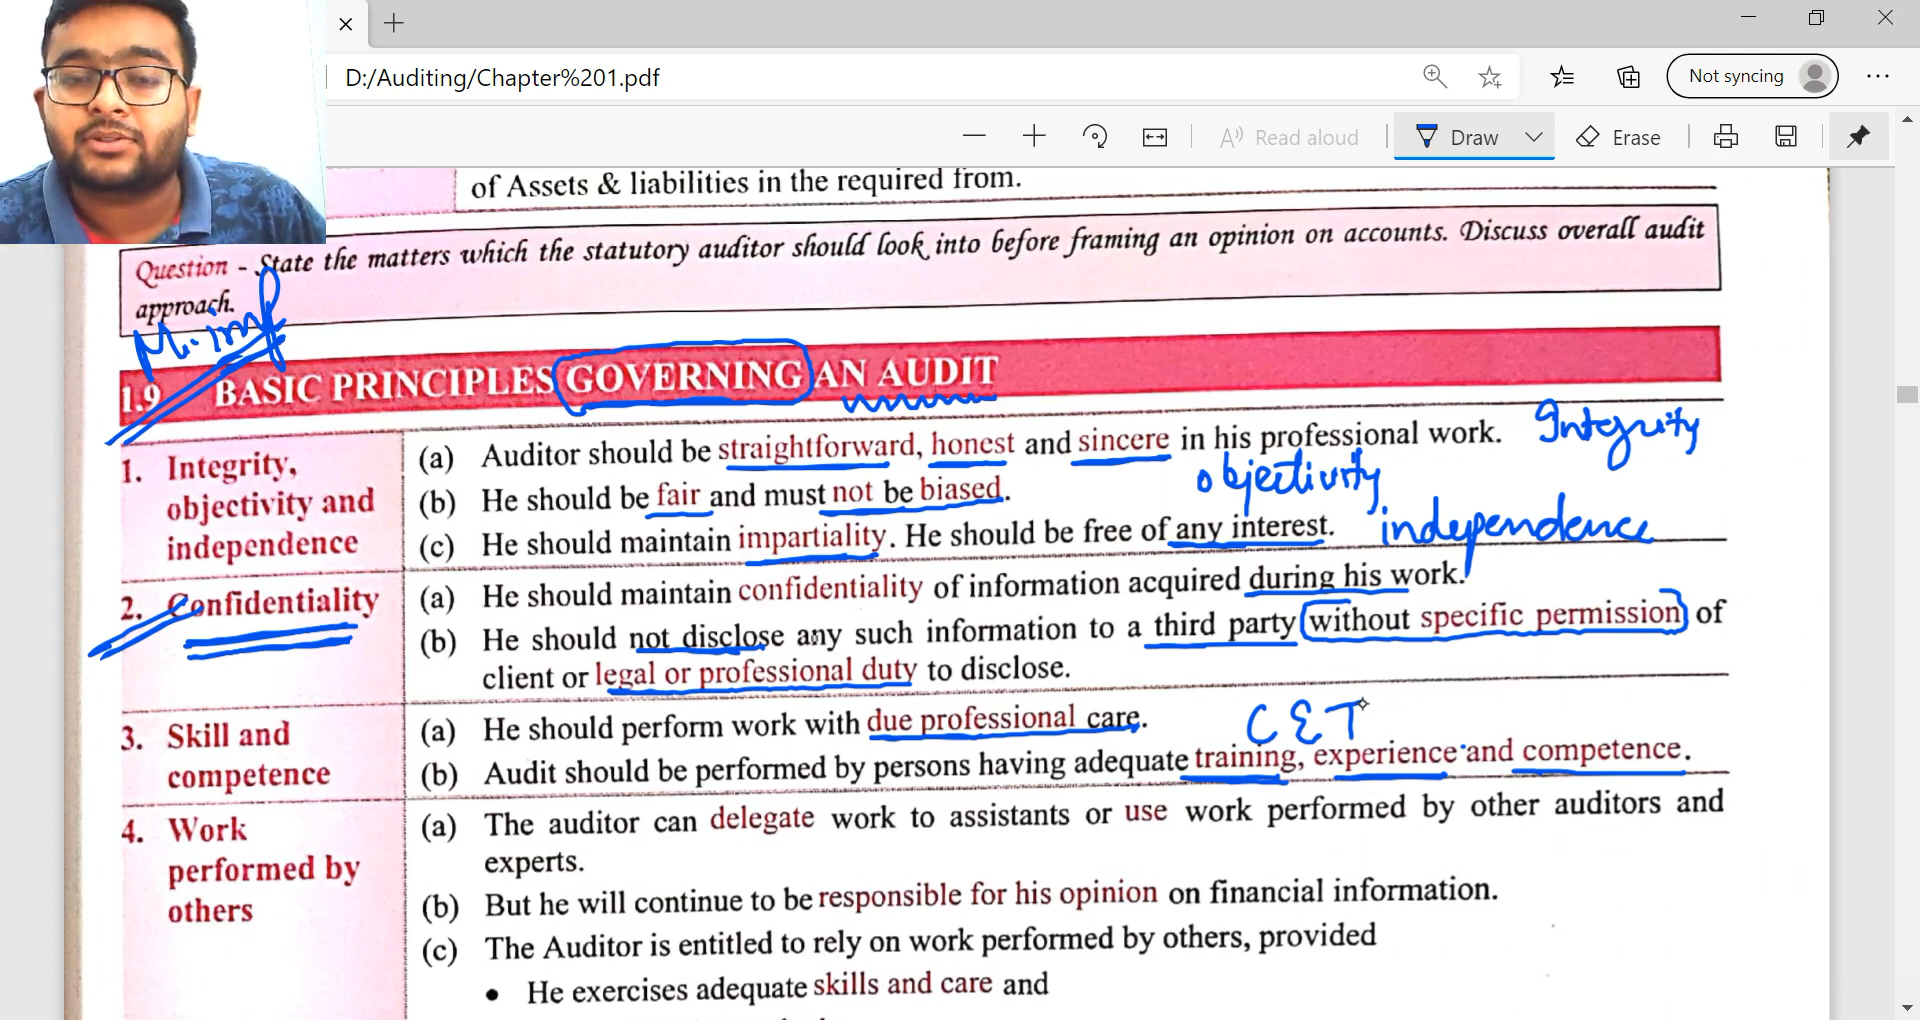 D:/Auditing/Chapter%201.pdf
Not syncing
Read aloud
Draw
Erase
of Assets & liabilities in the required from.
Question - State the matters which the statutory auditor should look into before framing an opinion on accounts. Discuss overall audit
approach.
M. imp
1.9 BASIC PRINCIPLES GOVERNING AN AUDIT
1. Integrity, objectivity and independence
(a) Auditor should be straightforward, honest and sincere in his professional work. Integrity
(b) He should be fair and must not be biased. objectivity
(c) He should maintain impartiality. He should be free of any interest. independence
2. Confidentiality
(a) He should maintain confidentiality of information acquired during his work.
(b) He should not disclose any such information to a third party without specific permission of
client or legal or professional duty to disclose.
3. Skill and competence
(a) He should perform work with due professional care. C E T
(b) Audit should be performed by persons having adequate training, experience and competence.
4. Work performed by others
(a) The auditor can delegate work to assistants or use work performed by other auditors and
experts.
(b) But he will continue to be responsible for his opinion on financial information.
(c) The Auditor is entitled to rely on work performed by others, provided
• He exercises adequate skills and care and